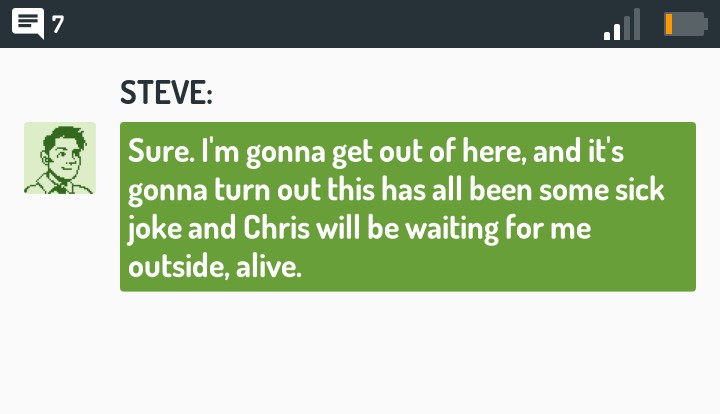 7
STEVE:
Sure. I'm gonna get out of here, and it's
gonna turn out this has all been some sick
joke and Chris will be waiting for me
outside, alive.